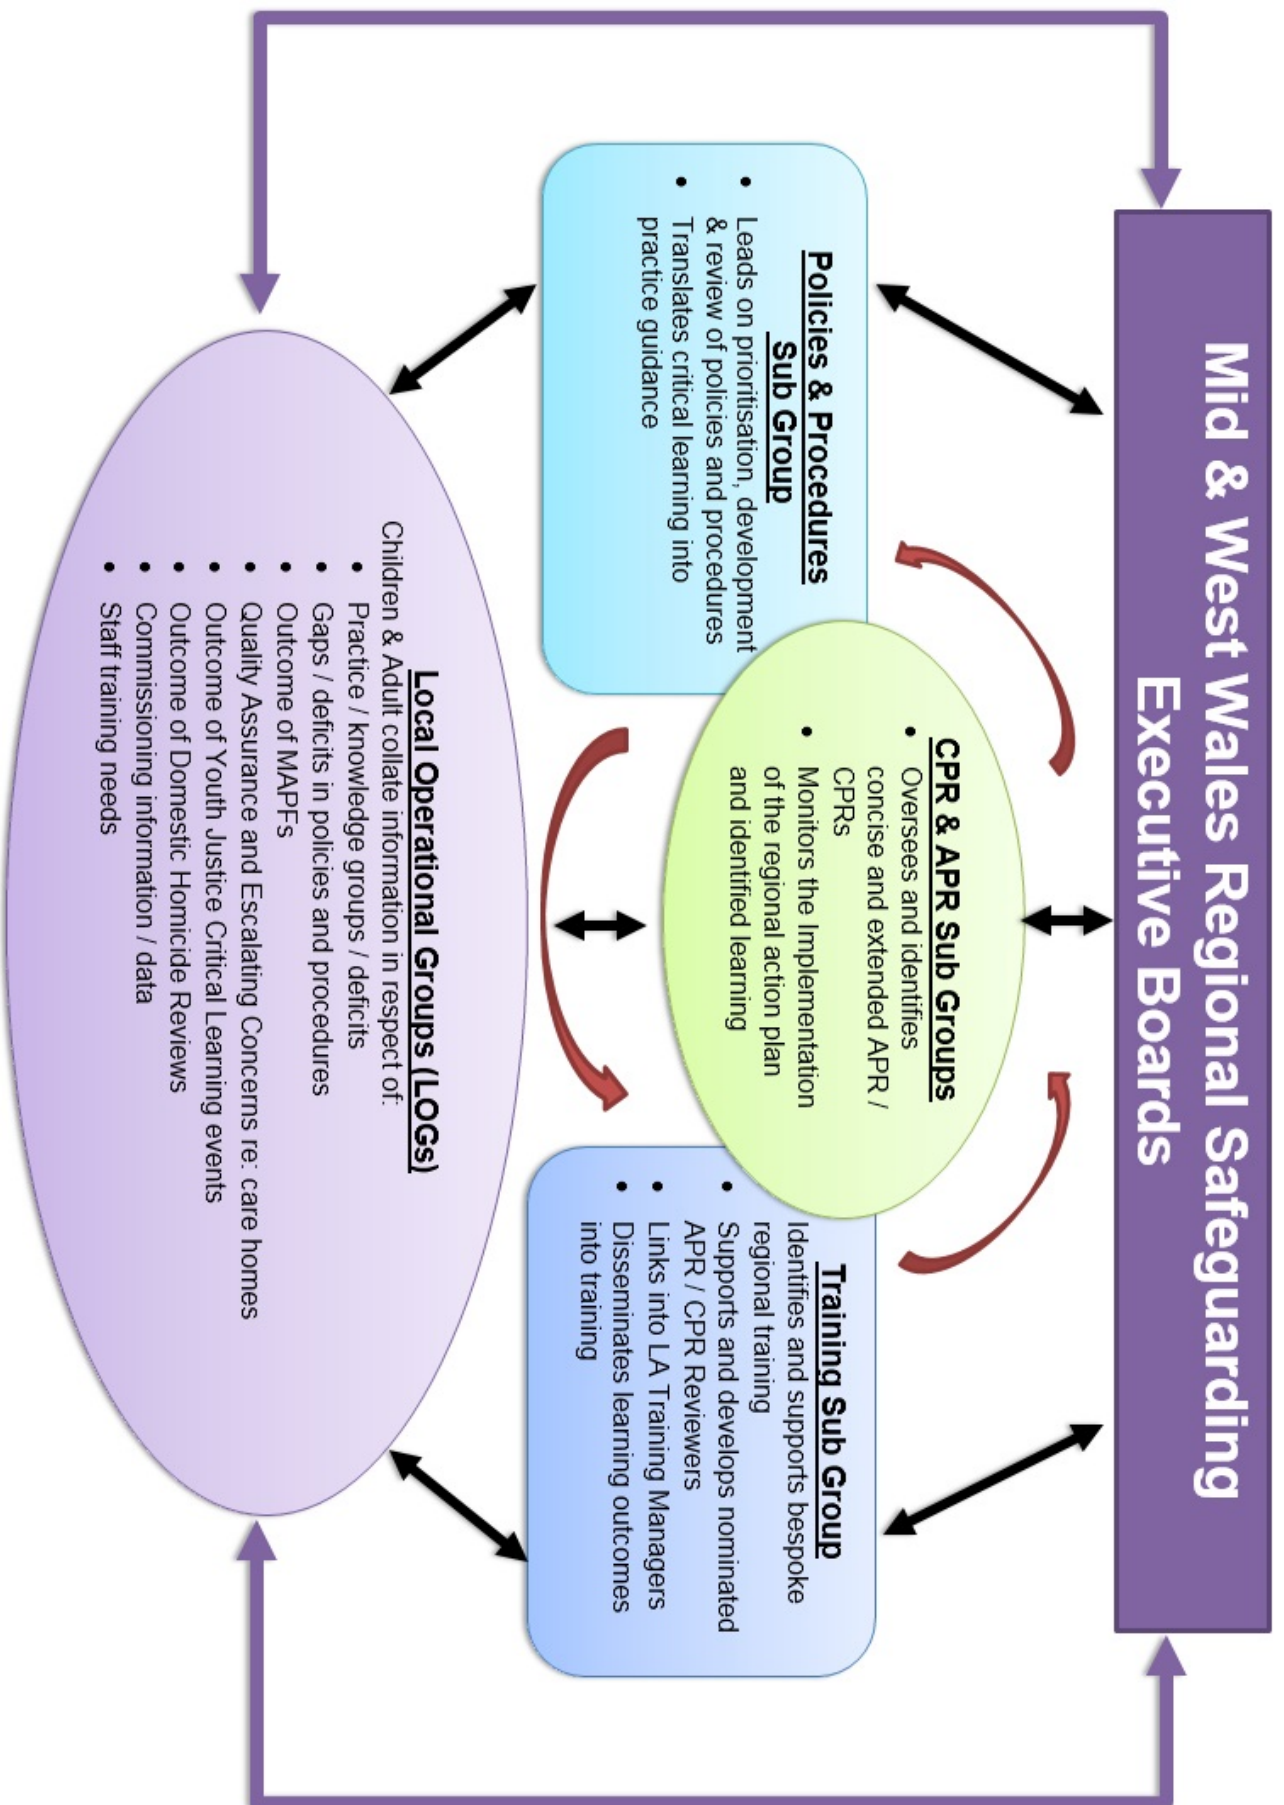 Mid & West Wales Regional Safeguarding
Executive Boards
Policies & Procedures
Sub Group
• Leads on prioritisation, development
& review of policies and procedures
• Translates critical learning into
practice guidance
CPR & APR Sub Groups
• Oversees and identifies
concise and extended APR /
CPRs
• Monitors the Implementation
of the regional action plan
and identified learning
Training Sub Group
Identifies and supports bespoke
regional training
• Supports and develops nominated
APR / CPR Reviewers
• Links into LA Training Managers
• Disseminates learning outcomes
into training
Local Operational Groups (LOGs)
Children & Adult collate information in respect of:
• Practice / knowledge groups / deficits
• Gaps / deficits in policies and procedures
• Outcome of MAPFs
• Quality Assurance and Escalating Concerns re: care homes
• Outcome of Youth Justice Critical Learning events
• Outcome of Domestic Homicide Reviews
• Commissioning information / data
• Staff training needs